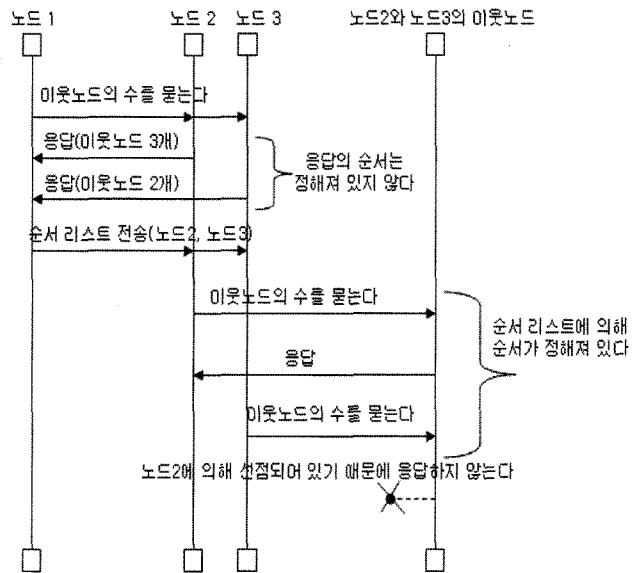 노드 1 노드 2 노드 3 노드2와 노드3의 이웃노드
이웃노드의 수를 묻는다
응답(이웃노드 3개)
응답의 순서는
정해져 있지 않다
응답(이웃노드 2개)
순서 리스트 전송(노드2, 노드3)
이웃노드의 수를 묻는다
순서 리스트에 의해
순서가 정해져 있다
응답
이웃노드의 수를 묻는다
노드2에 의해 선점되어 있기 때문에 응답하지 않는다